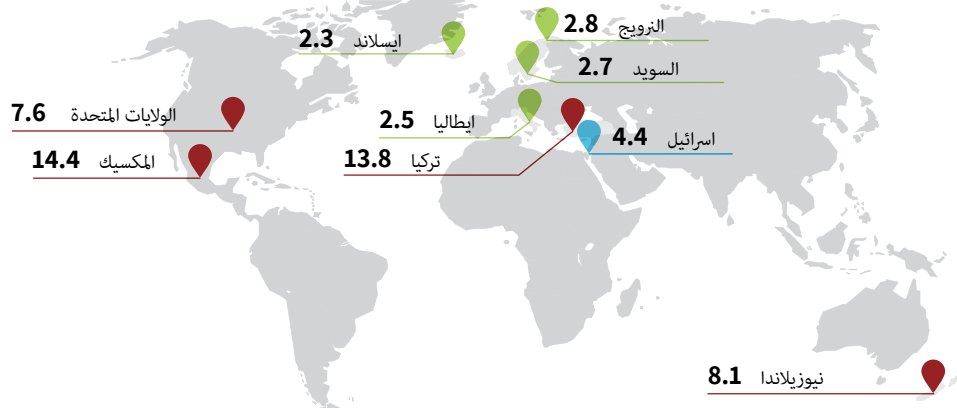 النرويج 2.8
ايسلاند 2.3
السويد 2.7
الولايات المتحدة 7.6
ايطاليا 2.5
اسرائيل 4.4
المكسيك 14.4
تركيا 13.8
نيوزيلاندا 8.1